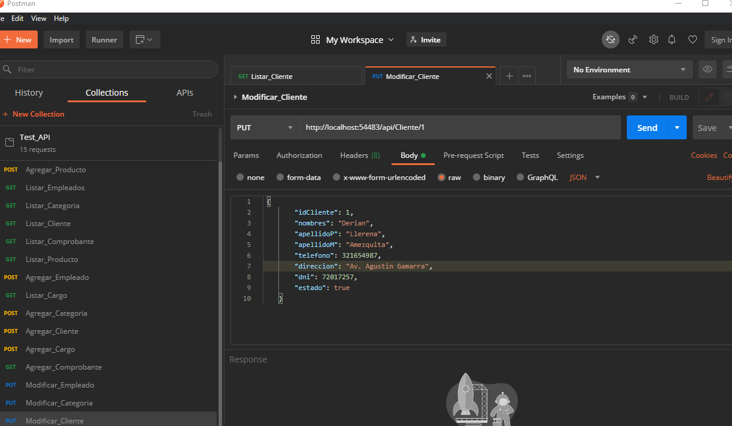 Postman
Edit View Help
+ New Import Runner My Workspace Invite Sign In
Filter
History Collections APIs
+ New Collection Trash
Test_API
15 requests
POST Agregar_Producto
GET Listar_Empleados
GET Listar_Categoria
GET Listar_Cliente
GET Listar_Comprobante
GET Listar_Producto
POST Agregar_Empleado
GET Listar_Cargo
POST Agregar_Categoria
POST Agregar_Cliente
POST Agregar_Cargo
GET Agregar_Comprobante
PUT Modificar_Empleado
PUT Modificar_Categoria
PUT Modificar_Cliente
GET Listar_Cliente PUT Modificar_Cliente No Environment
Modificar_Cliente Examples 0 BUILD
PUT http://localhost:54483/api/Cliente/1 Send Save
Params Authorization Headers (8) Body Pre-request Script Tests Settings Cookies Co
none form-data x-www-form-urlencoded raw binary GraphQL JSON Beautif
1 {
2 "idCliente": 1,
3 "nombres": "Derian",
4 "apellidoP": "Llerena",
5 "apellidoM": "Amezquita",
6 "telefono": 321654987,
7 "direccion": "Av. Agustin Gamarra",
8 "dni": 72017257,
9 "estado": true
10 }
Response